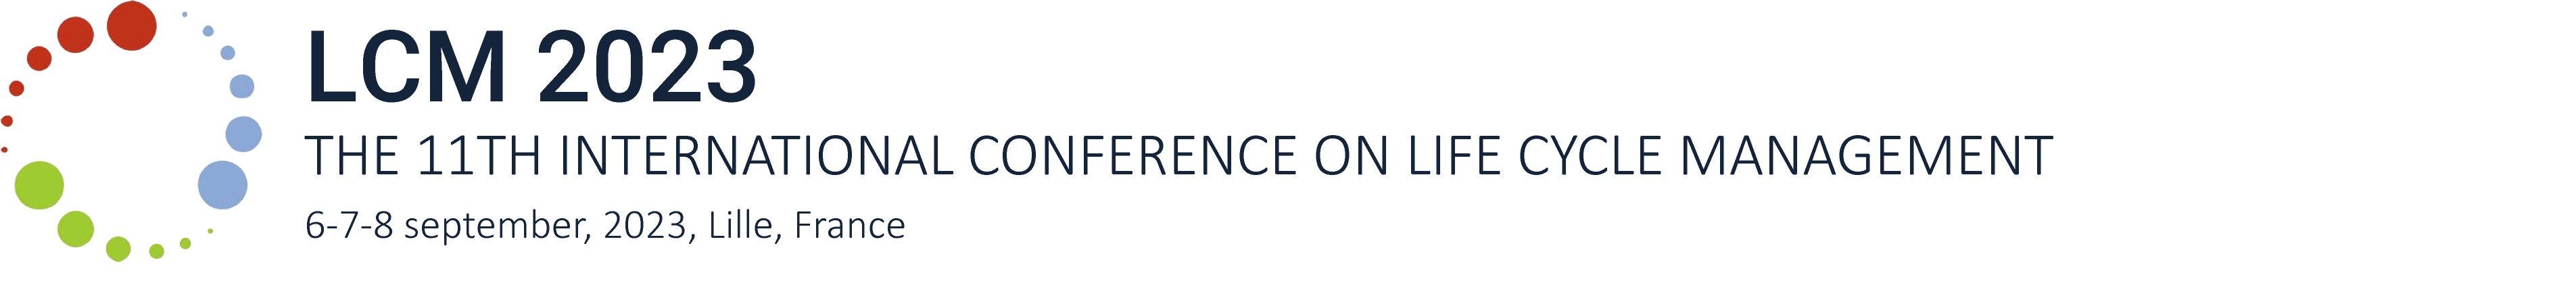 LCM 2023
THE 11TH INTERNATIONAL CONFERENCE ON LIFE CYCLE MANAGEMENT
6-7-8 september, 2023, Lille, France